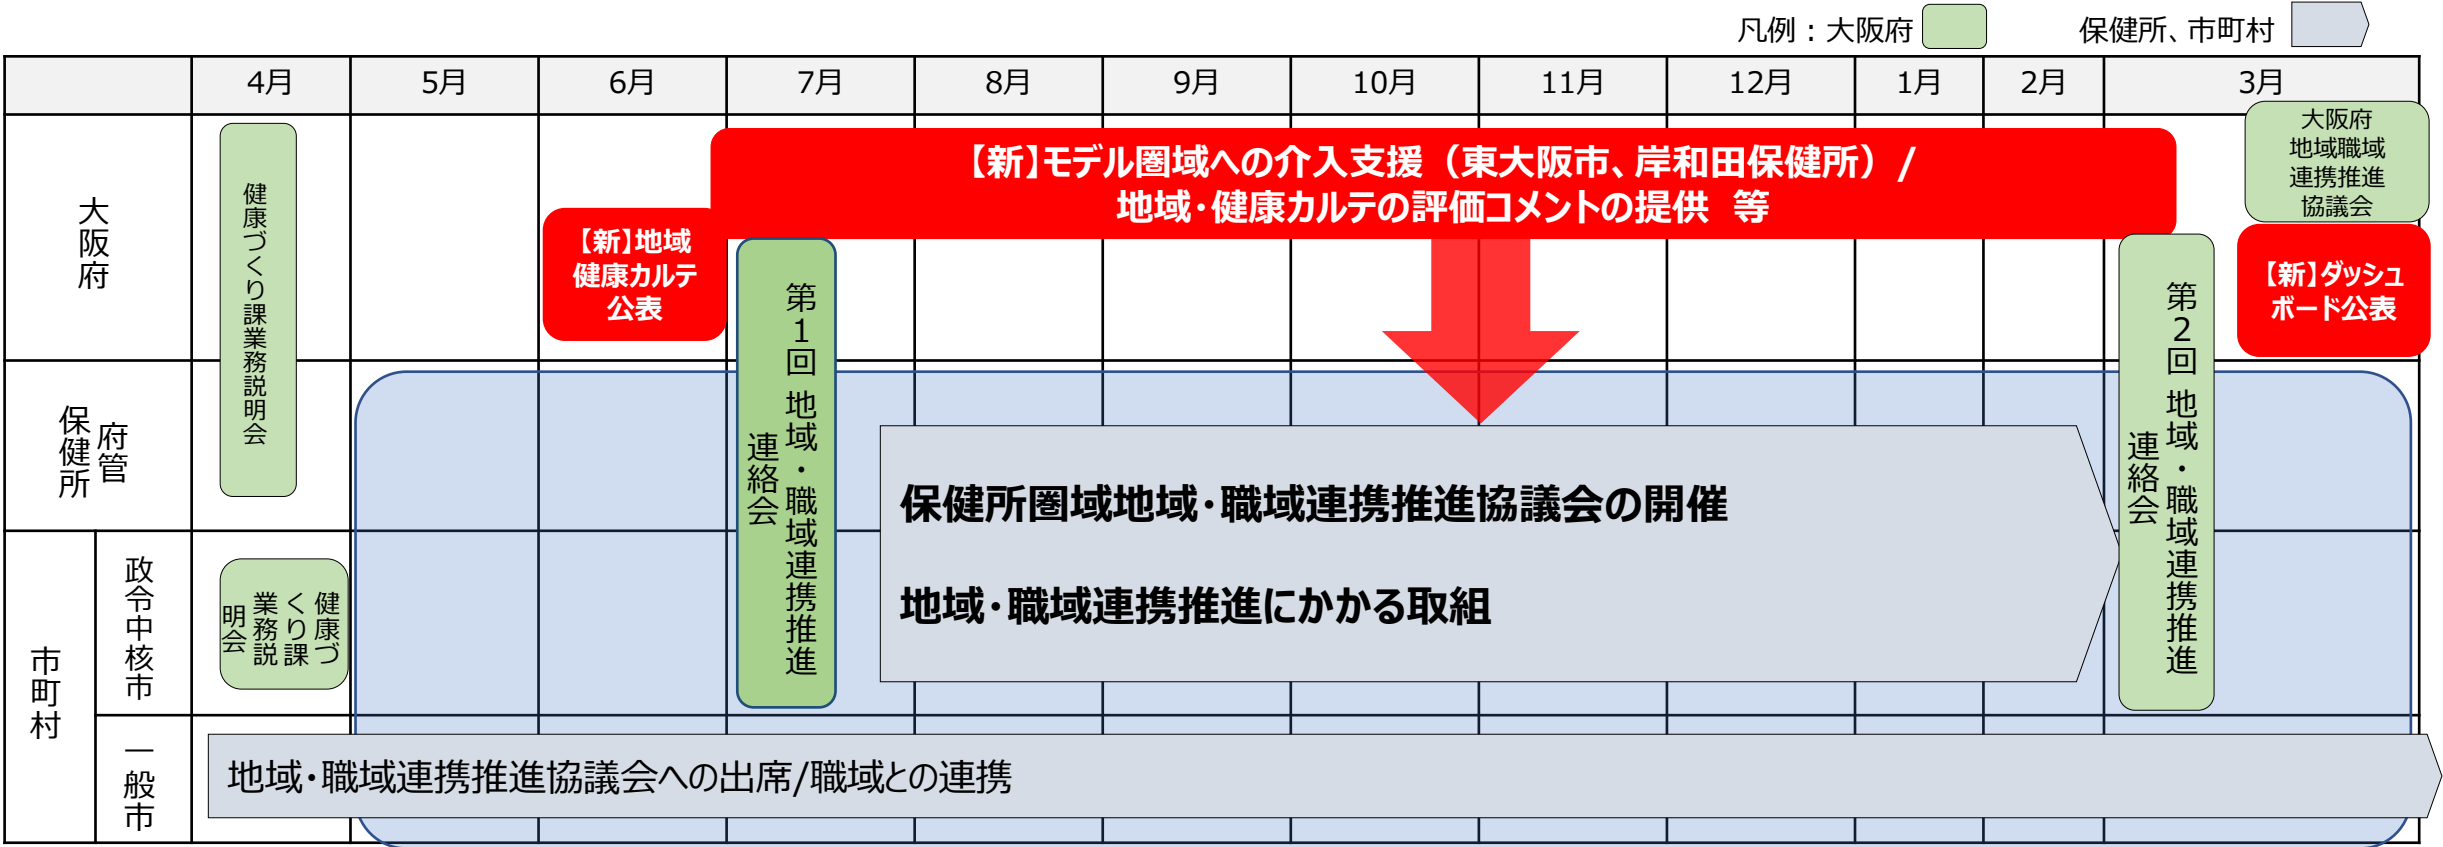 凡例：大阪府
保健所、市町村
4月
5月
6月
7月
8月
9月
10月
11月
12月
1月
2月
3月
大阪府
健康づくり課業務説明会
【新】地域
健康カルテ
公表
【新】モデル圏域への介入支援（東大阪市、岸和田保健所）/
地域・健康カルテの評価コメントの提供　等
大阪府
地域職域
連携推進
協議会
【新】ダッシュ
ボード公表
第1回 地域・職域連携推進
連絡会
第2回 地域・職域連携推進
連絡会
府管
保健所
保健所圏域地域・職域連携推進協議会の開催
地域・職域連携推進にかかる取組
市町村
政令中核市
健康づ
くり課
業務説
明会
一般市
地域・職域連携推進協議会への出席/職域との連携